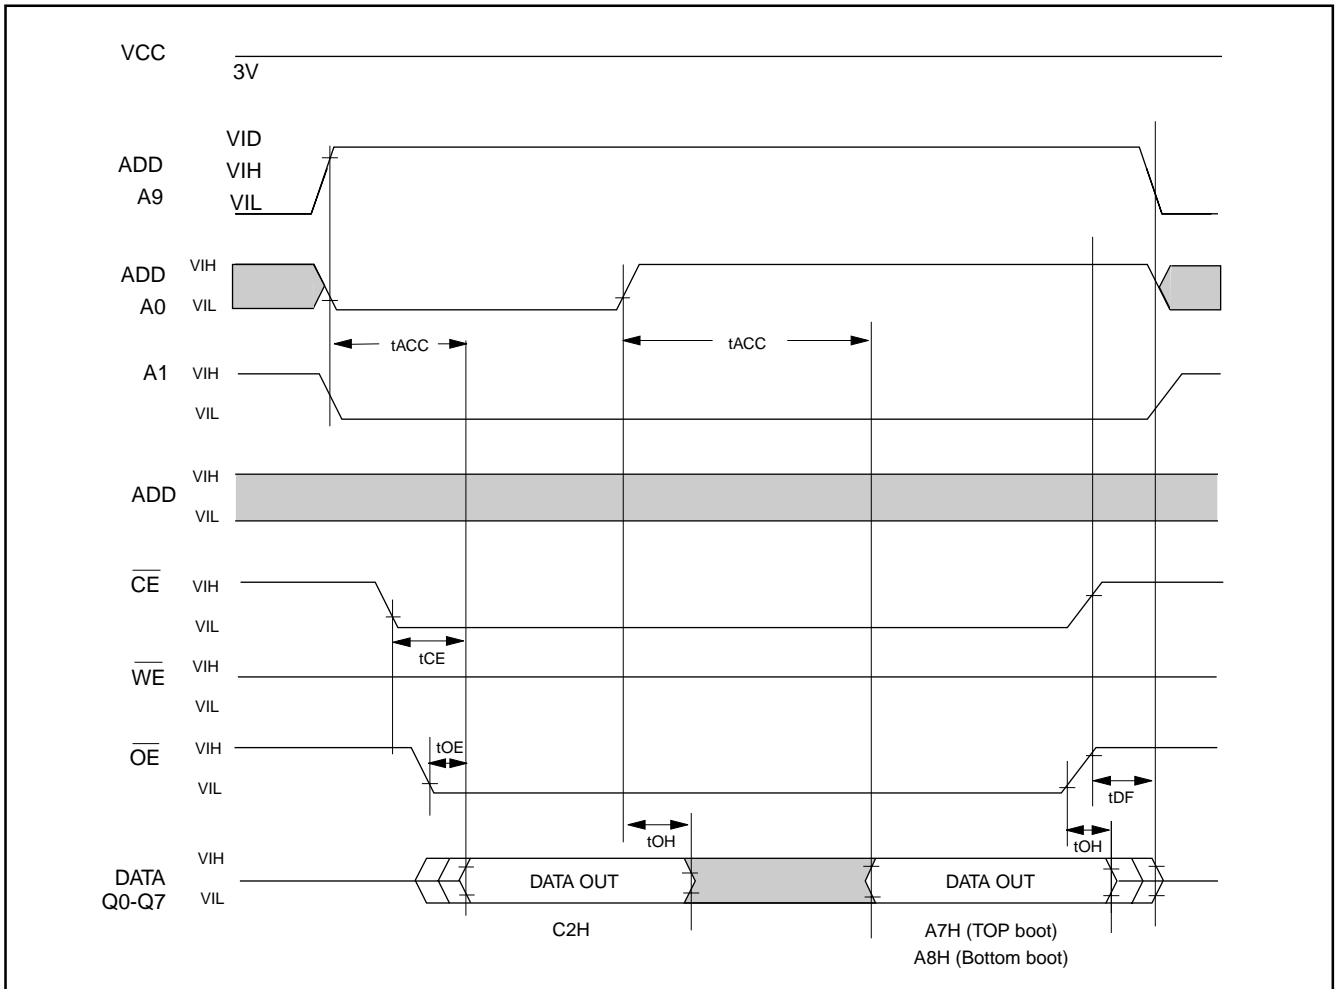 VCC
3V
ADD
A9
VID
VIH
VIL
ADD
A0
VIH
VIL
tACC
tACC
A1
VIH
VIL
ADD
VIH
VIL
CE
VIH
VIL
tCE
WE
VIH
VIL
OE
VIH
VIL
tOE
tDF
tOH
tOH
DATA
Q0-Q7
VIH
VIL
DATA OUT
DATA OUT
C2H
A7H (TOP boot)
A8H (Bottom boot)